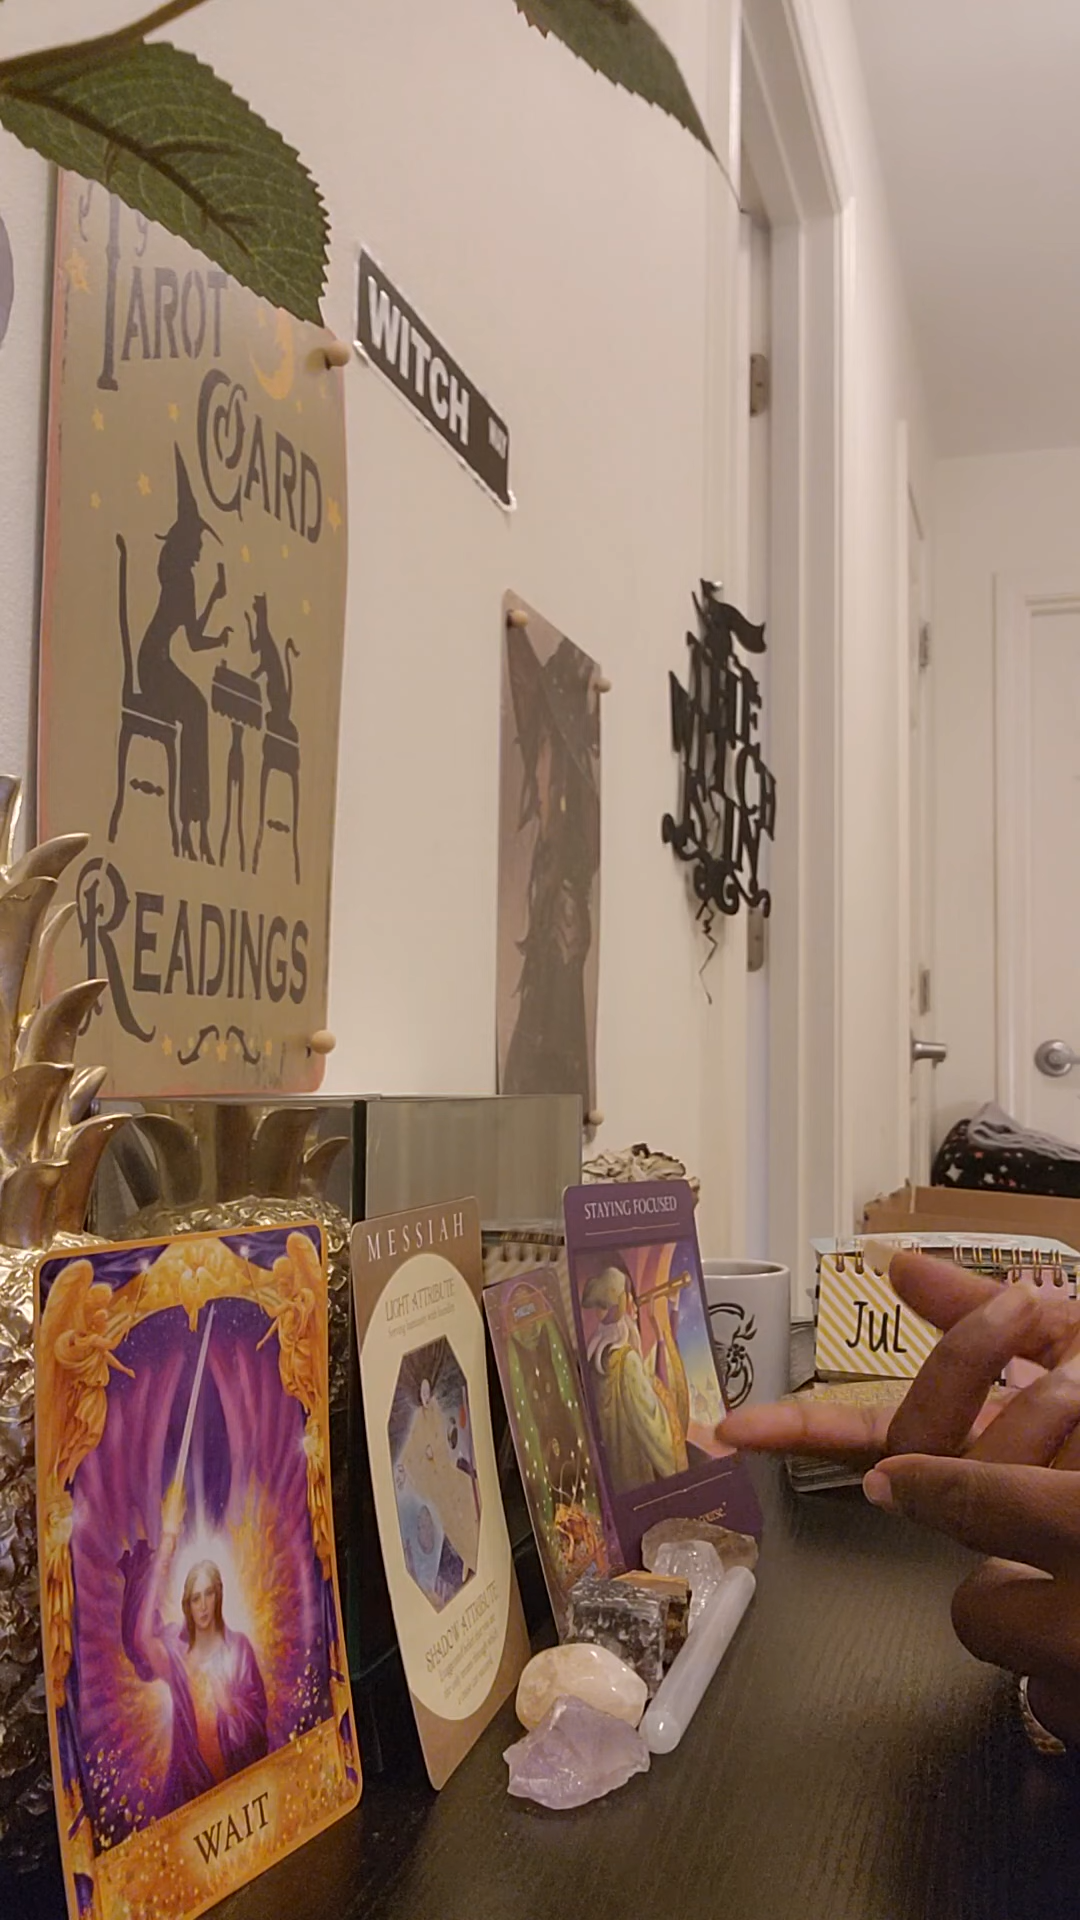 TAROT
CARD
READINGS
WITCH
THE
WITCH
IS IN
STAYING FOCUSED
MESSIAH
LIGHT ATTRIBUTE
SHADOW ATTRIBUTE
JUL
WAIT